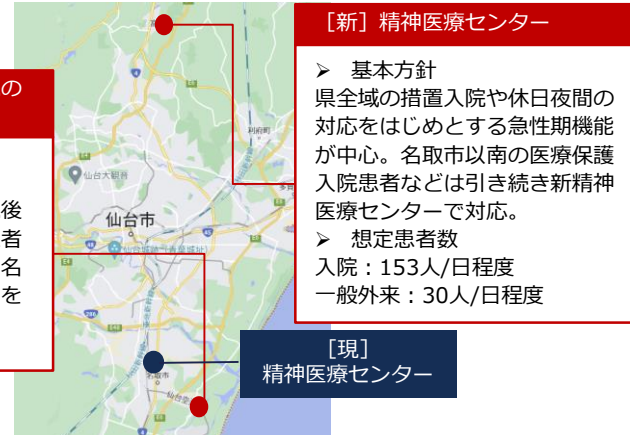 ［新］精神医療センター
➢ 基本方針
県全域の措置入院や休日夜間の
対応をはじめとする急性期機能
が中心。名取市以南の医療保護
入院患者などは引き続き新精神
医療センターで対応。
➢ 想定患者数
入院：153人/日程度
一般外来：30人/日程度
の
後
者
名
を
利府町
仙台大観音
仙台市
名取市
［現］
精神医療センター